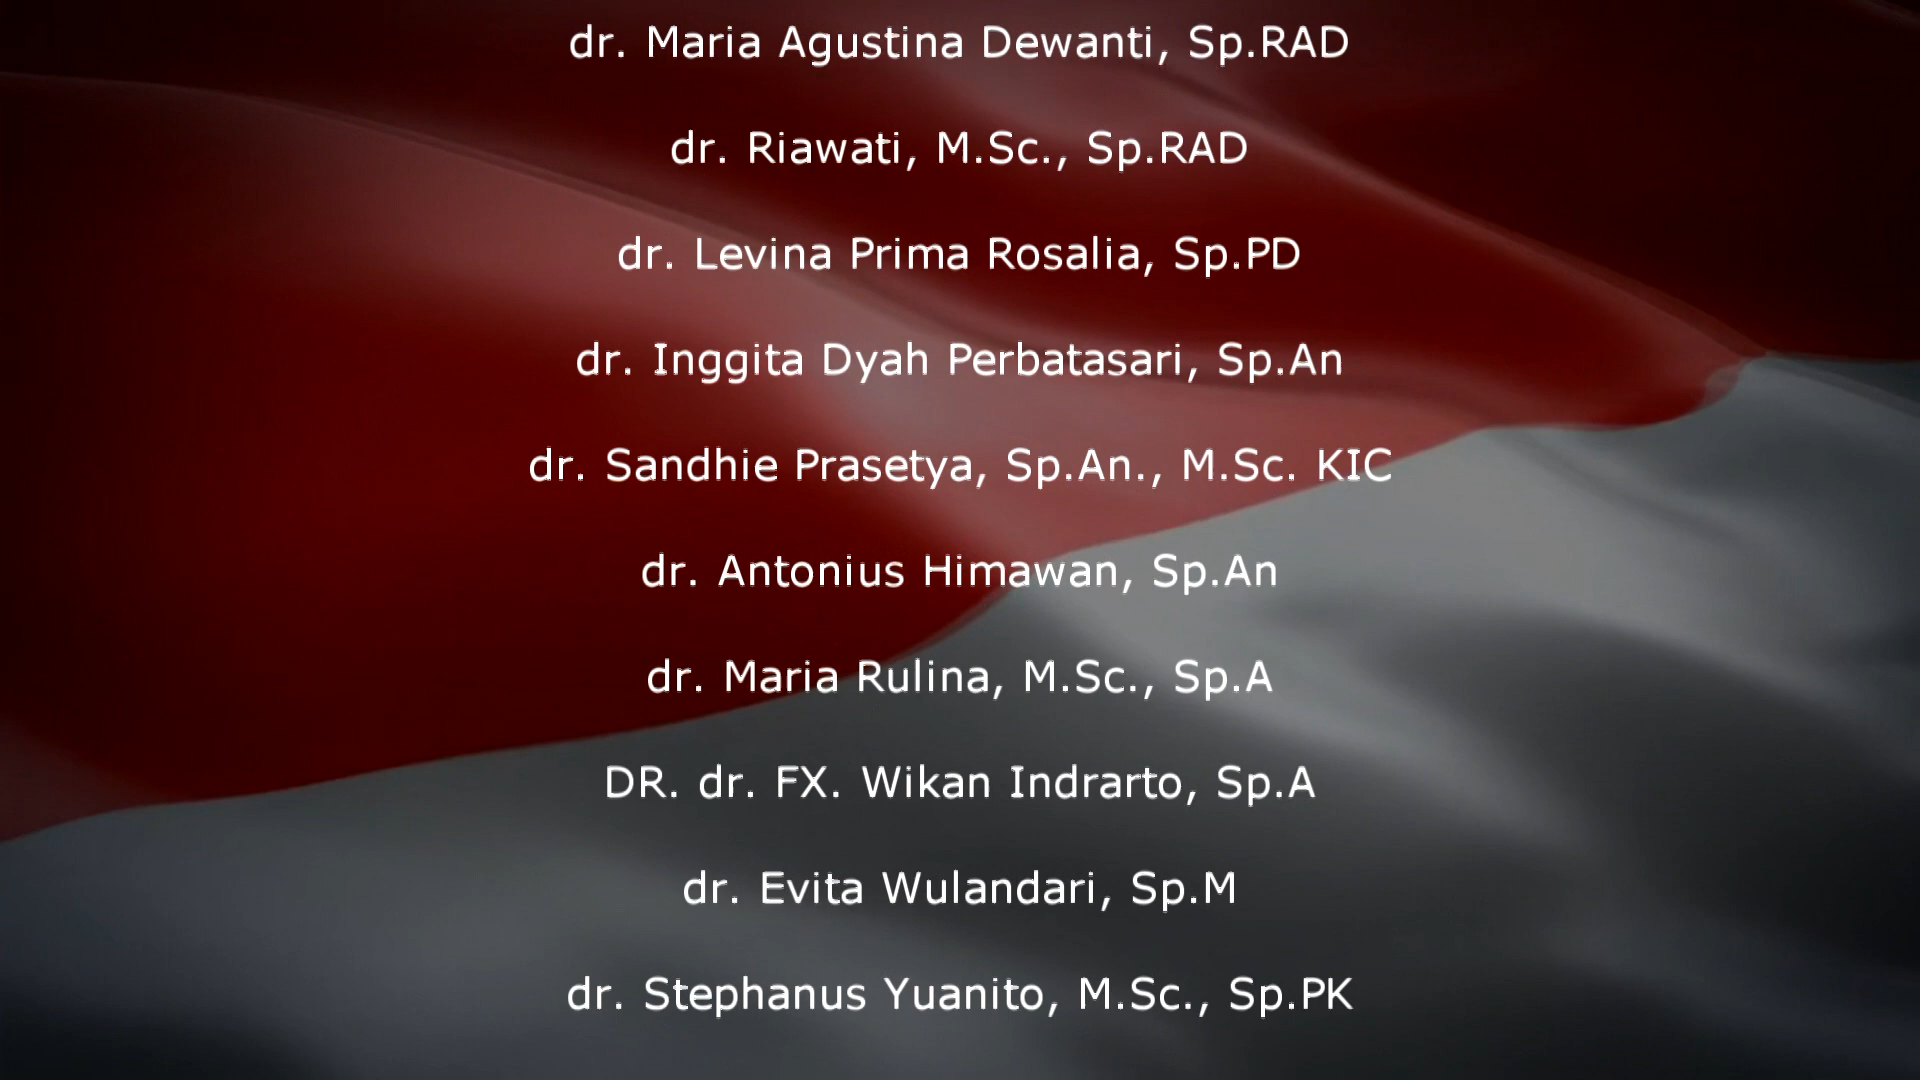 dr. Maria Agustina Dewanti, Sp.RAD
dr. Riawati, M.Sc., Sp.RAD
dr. Levina Prima Rosalia, Sp.PD
dr. Inggita Dyah Perbatasari, Sp.An
dr. Sandhie Prasetya, Sp.An., M.Sc. KIC
dr. Antonius Himawan, Sp.An
dr. Maria Rulina, M.Sc., Sp.A
DR. dr. FX. Wikan Indrarto, Sp.A
dr. Evita Wulandari, Sp.M
dr. Stephanus Yuanito, M.Sc., Sp.PK